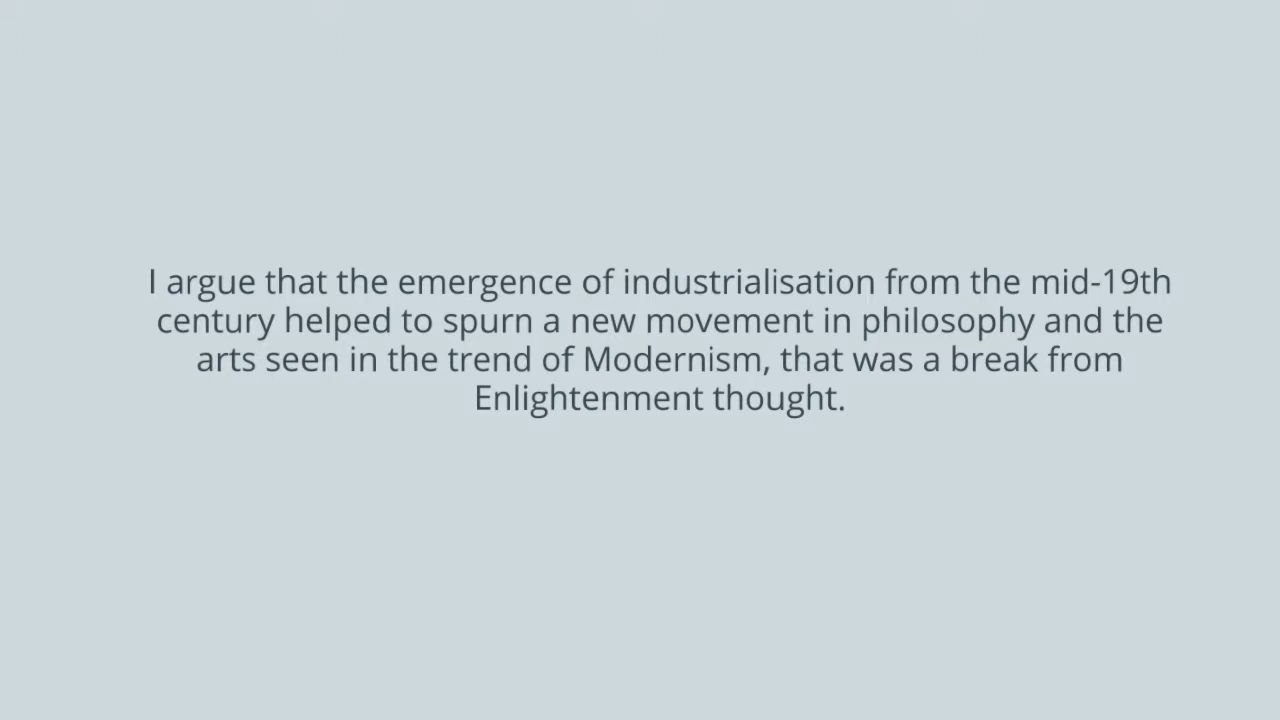 I argue that the emergence of industrialisation from the mid-19th
century helped to spurn a new movement in philosophy and the
arts seen in the trend of Modernism, that was a break from
Enlightenment thought.